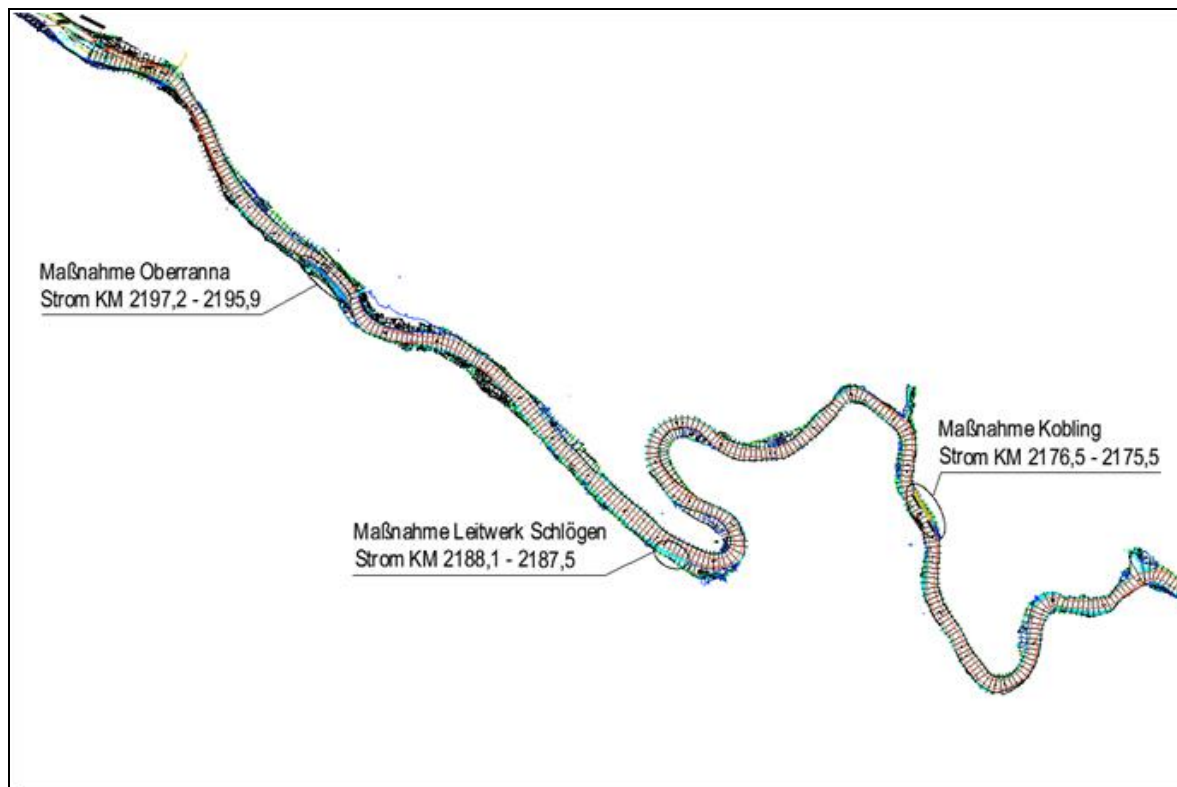 Maßnahme Oberranna
Strom KM 2197,2 - 2195,9
Maßnahme Kobling
Strom KM 2176,5 - 2175,5
Maßnahme Leitwerk Schlögen
Strom KM 2188,1 - 2187,5